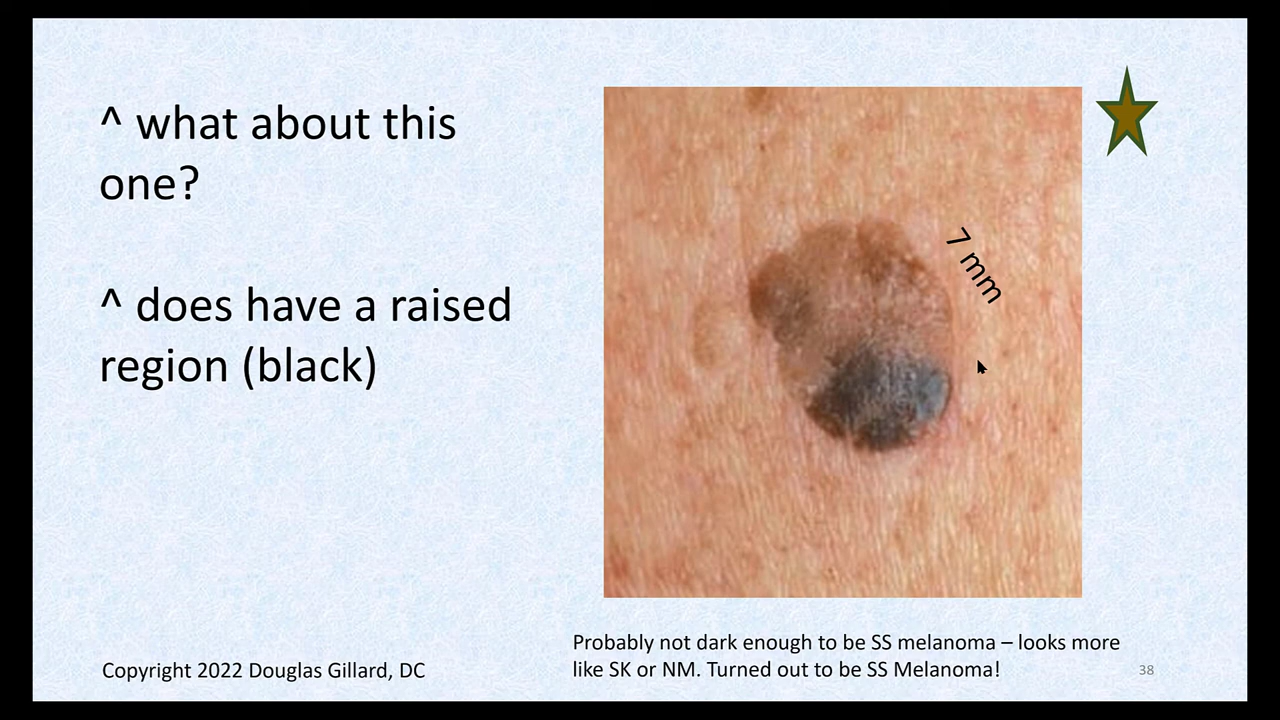 ^ what about this
one?
^ does have a raised
region (black)
7 mm
Probably not dark enough to be SS melanoma – looks more
like SK or NM. Turned out to be SS Melanoma!
Copyright 2022 Douglas Gillard, DC
38